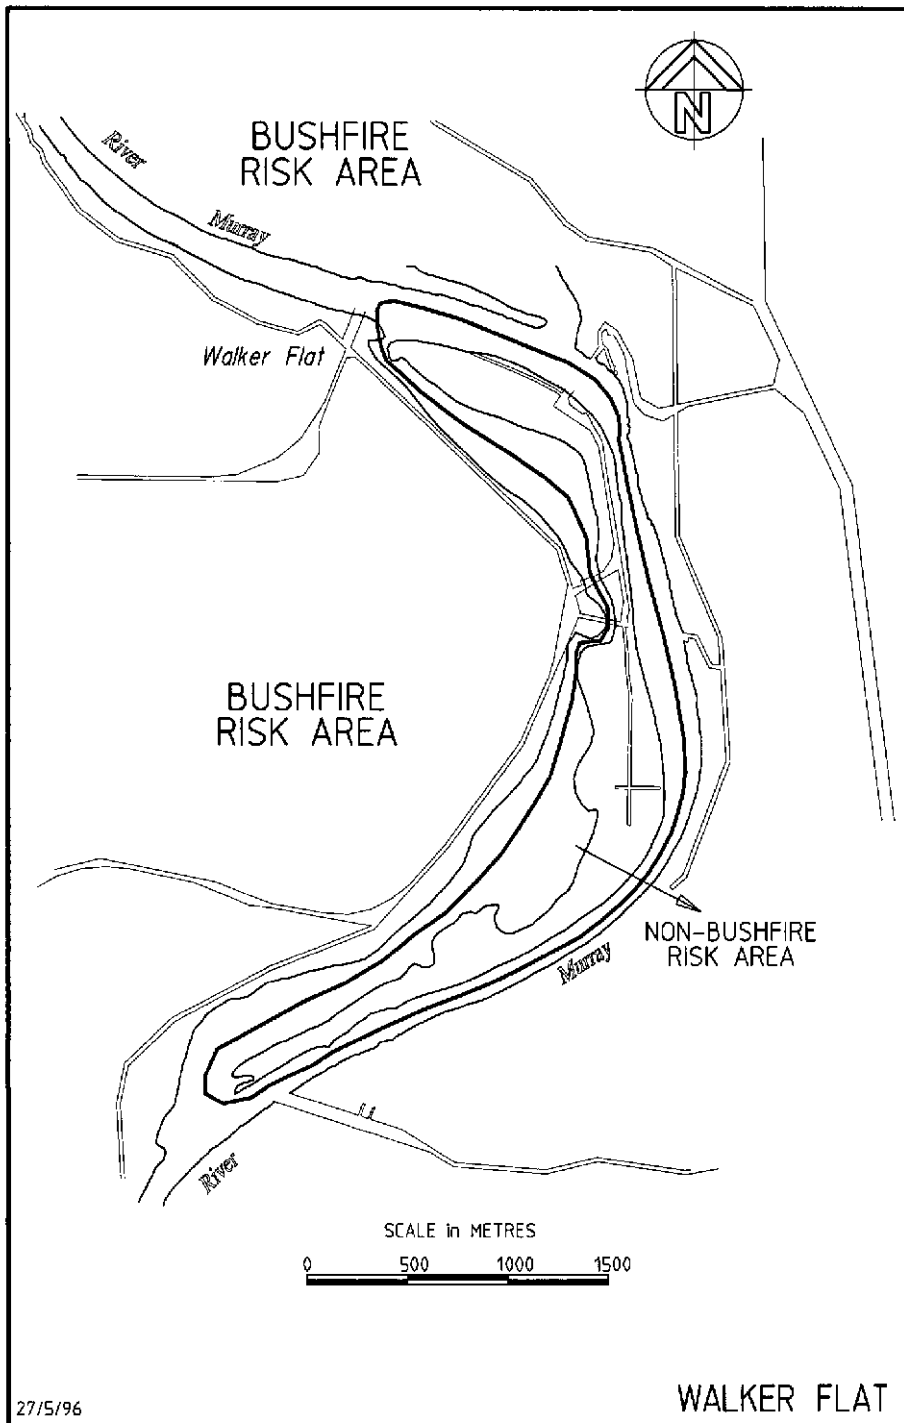 N
BUSHFIRE
RISK AREA
River
Murray
Walker Flat
BUSHFIRE
RISK AREA
NON-BUSHFIRE
RISK AREA
Murray
River
SCALE in METRES
0 500 1000 1500
27/5/96
WALKER FLAT